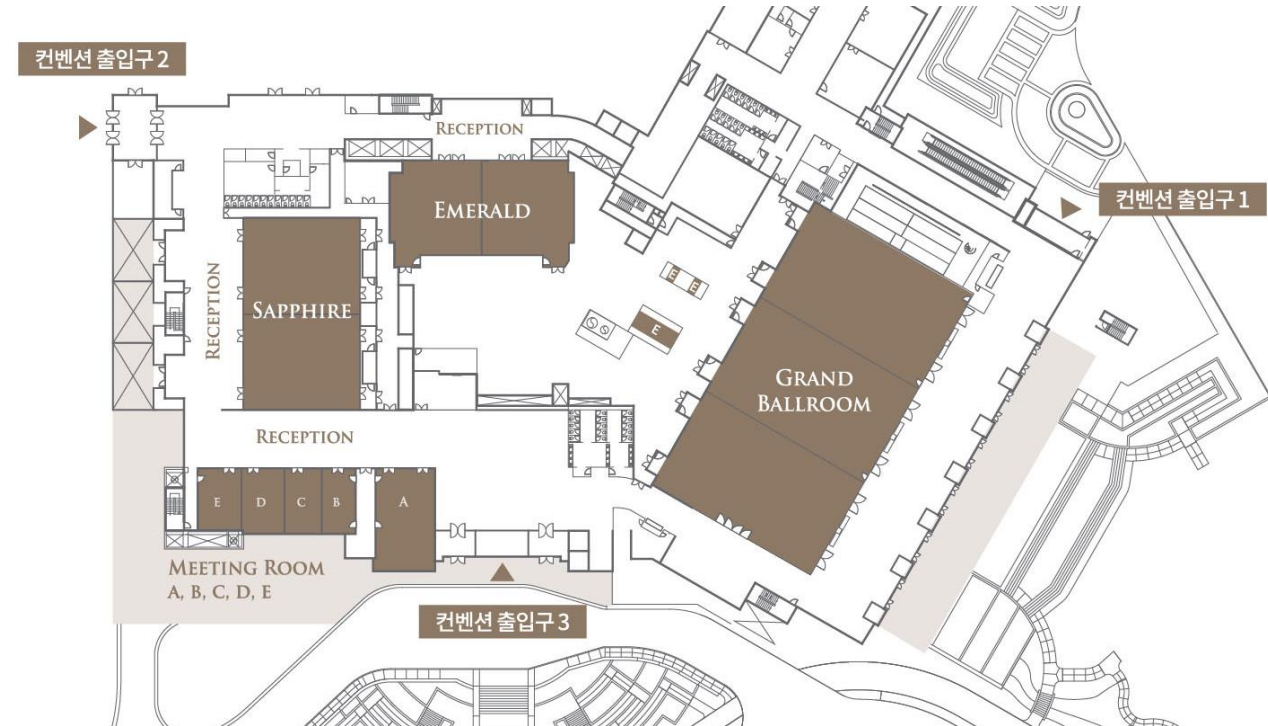 컨벤션 출입구 2
RECEPTION
컨벤션 출입구 1
EMERALD
RECEPTION
SAPPHIRE
E
E
E
GRAND
BALLROOM
RECEPTION
E
D
C
B
A
MEETING ROOM
A, B, C, D, E
컨벤션 출입구 3